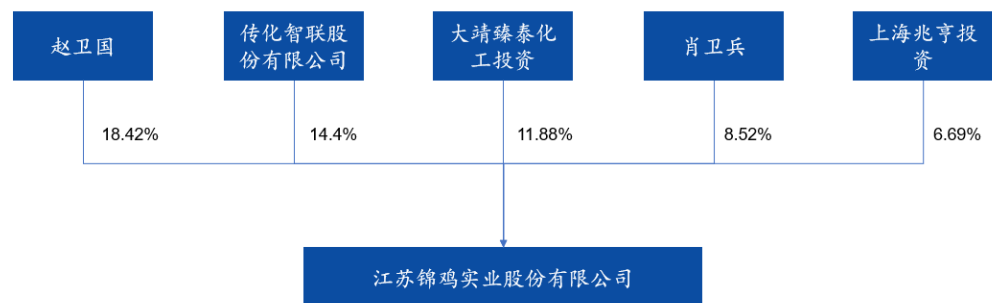 赵卫国
传化智联股
份有限公司
大靖臻泰化
工投资
肖卫兵
上海兆亨投
资
18.42%
14.4%
11.88%
8.52%
6.69%
江苏锦鸡实业股份有限公司